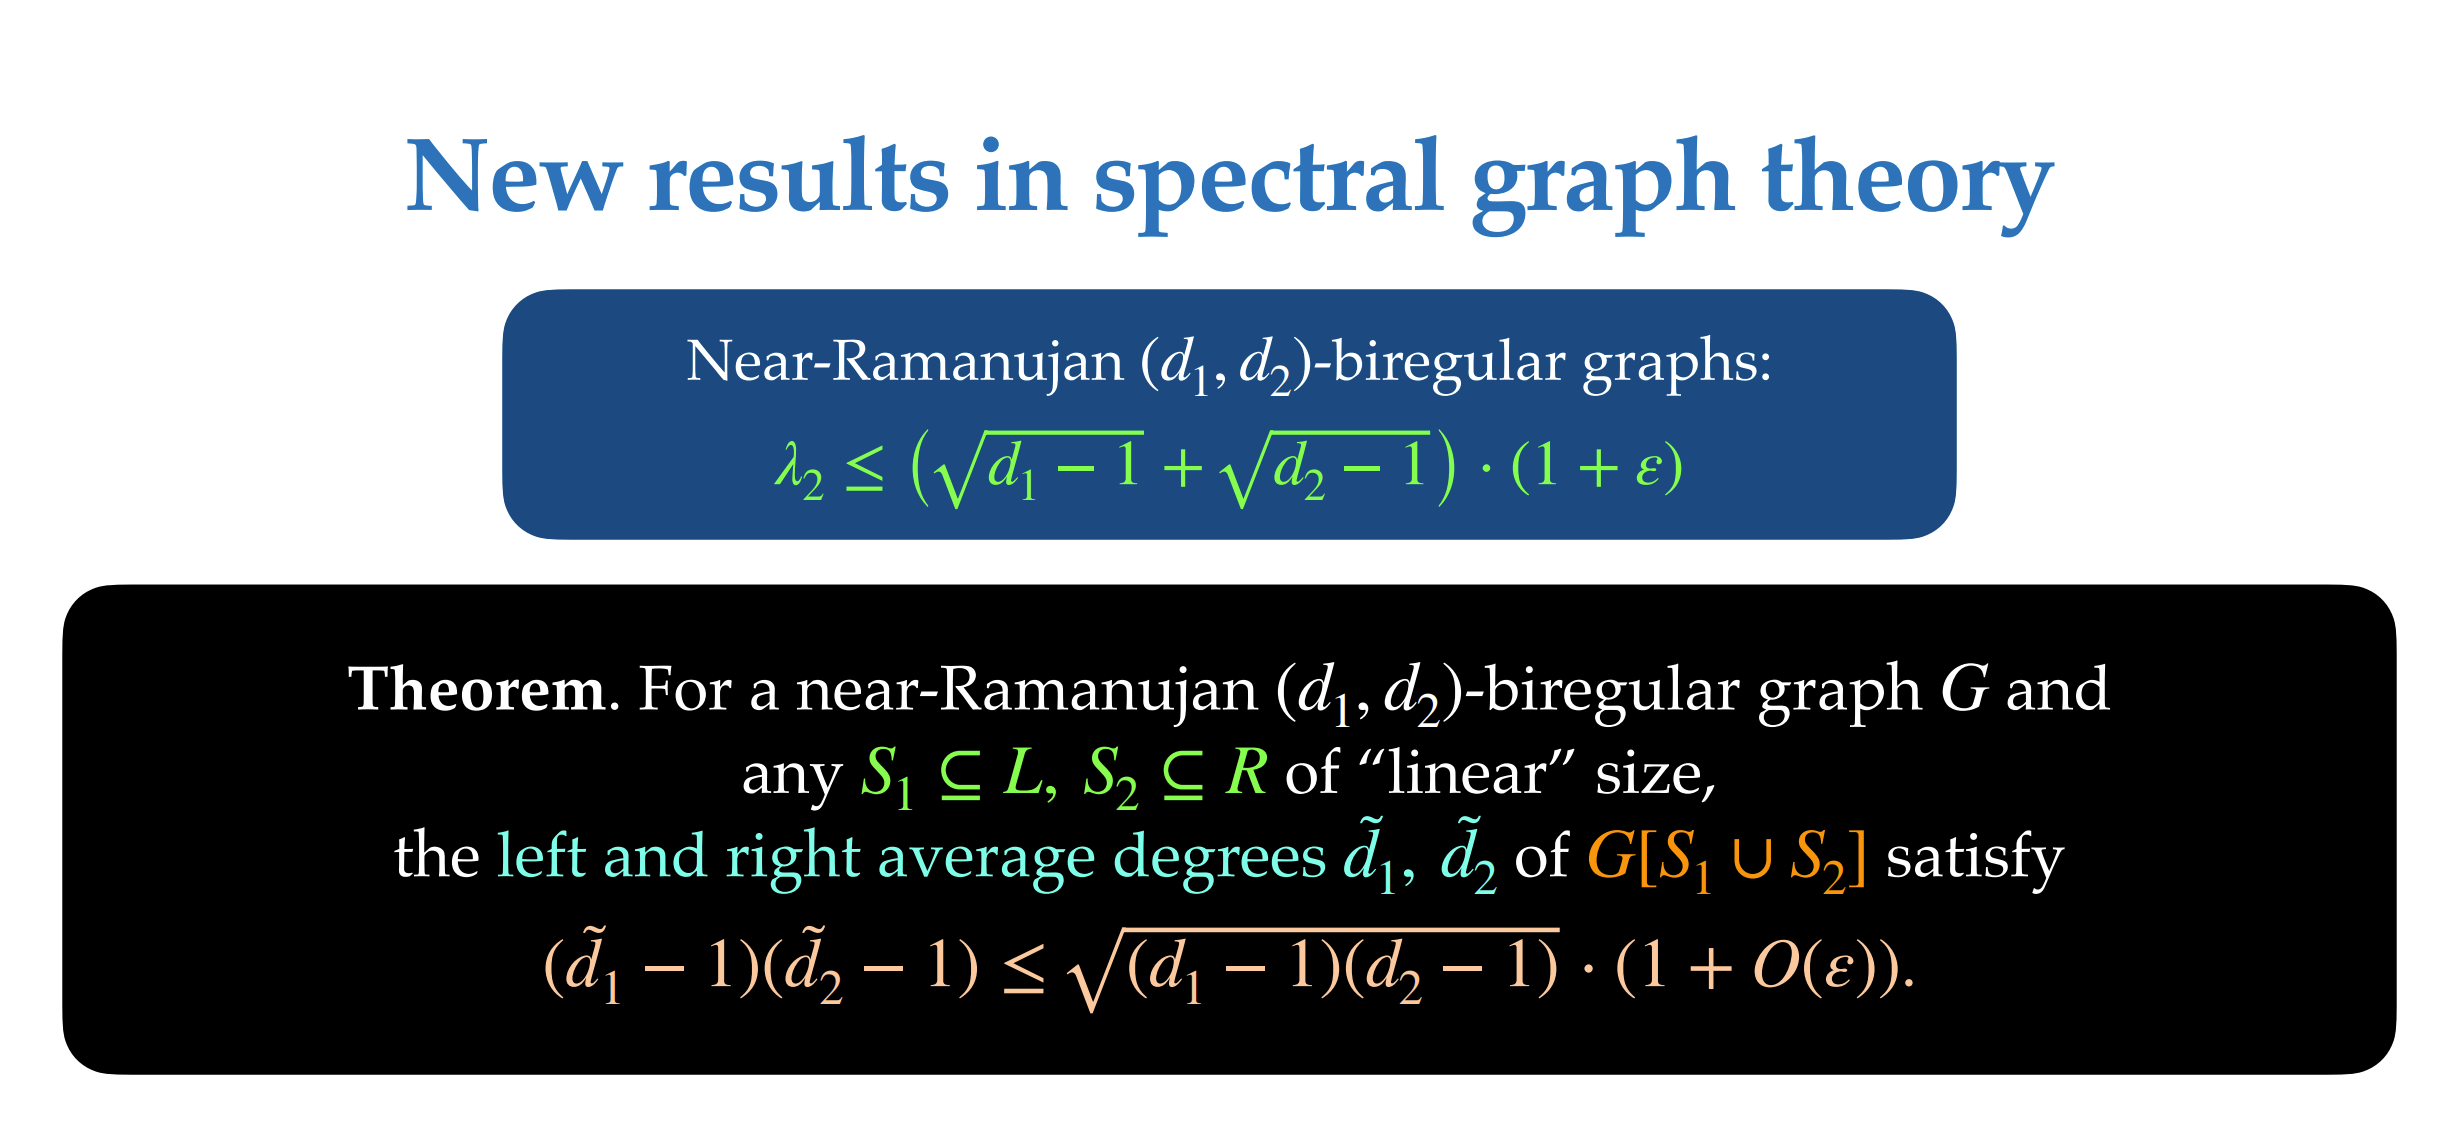 New results in spectral graph theory
Near-Ramanujan (d₁, d₂)-biregular graphs:
λ₂ ≤ (√(d₁ − 1) + √(d₂ − 1)) · (1 + ε)
Theorem. For a near-Ramanujan (d₁, d₂)-biregular graph G and
any S₁ ⊆ L, S₂ ⊆ R of “linear” size,
the left and right average degrees d̃₁, d̃₂ of G[S₁ ∪ S₂] satisfy
(d̃₁ − 1)(d̃₂ − 1) ≤ √((d₁ − 1)(d₂ − 1)) · (1 + O(ε)).